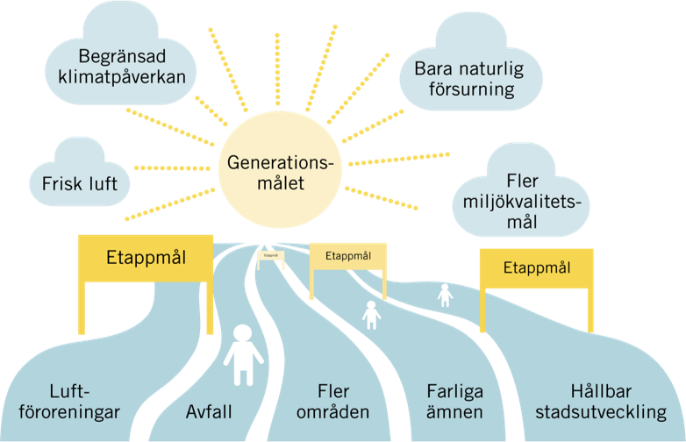 Begränsad
klimatpåverkan
Bara naturlig
försurning
Generations-
målet
Frisk luft
Fler
miljökvalitets-
mål
Etappmål
Etappmål
Etappmål
Etappmål
Luft-
föroreningar
Avfall
Fler
områden
Farliga
ämnen
Hållbar
stadsutveckling